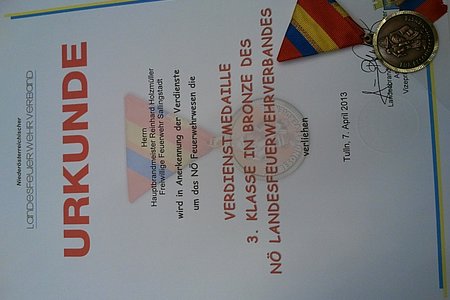 Niederösterreichischer
LANDESFEUERWEHRVERBAND
URKUNDE
Herrn
Hauptbrandmeister Reinhard Holzmüller
Freiwillige Feuerwehr Sallingstadt
wird in Anerkennung der Verdienste
um das NÖ Feuerwehrwesen die
VERDIENSTMEDAILLE
3. KLASSE IN BRONZE DES
NÖ LANDESFEUERWEHRVERBANDES
verliehen
Tulln, 7. April 2013